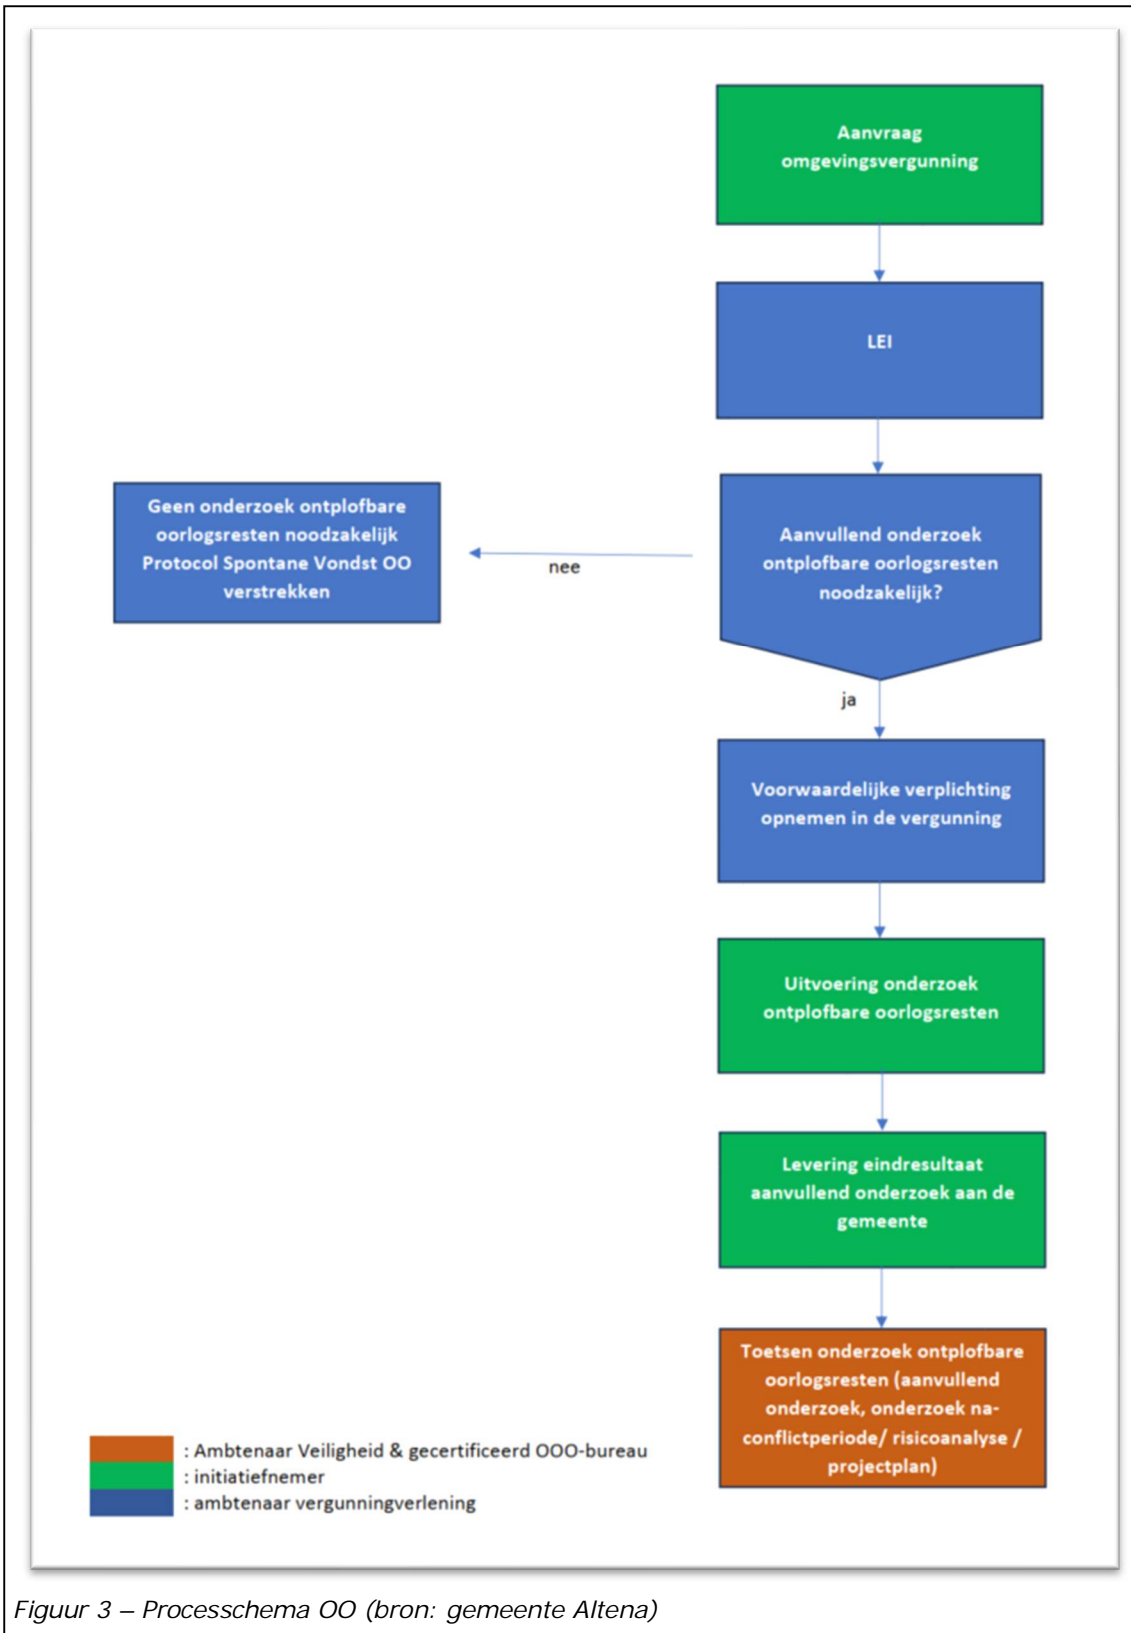 Aanvraag
omgevingsvergunning
LEI
Geen onderzoek ontplofbare
oorlogsresten noodzakelijk
Protocol Spontane Vondst OO
verstrekken
nee
Aanvullend onderzoek
ontplofbare oorlogsresten
noodzakelijk?
ja
Voorwaardelijke verplichting
opnemen in de vergunning
Uitvoering onderzoek
ontplofbare oorlogsresten
Levering eindresultaat
aanvullend onderzoek aan de
gemeente
Toetsen onderzoek ontplofbare
oorlogsresten (aanvullend
onderzoek, onderzoek na-
conflictperiode/ risicoanalyse /
projectplan)
: Ambtenaar Veiligheid & gecertificeerd OOO-bureau
: initiatiefnemer
: ambtenaar vergunningverlening
Figuur 3 – Processchema OO (bron: gemeente Altena)